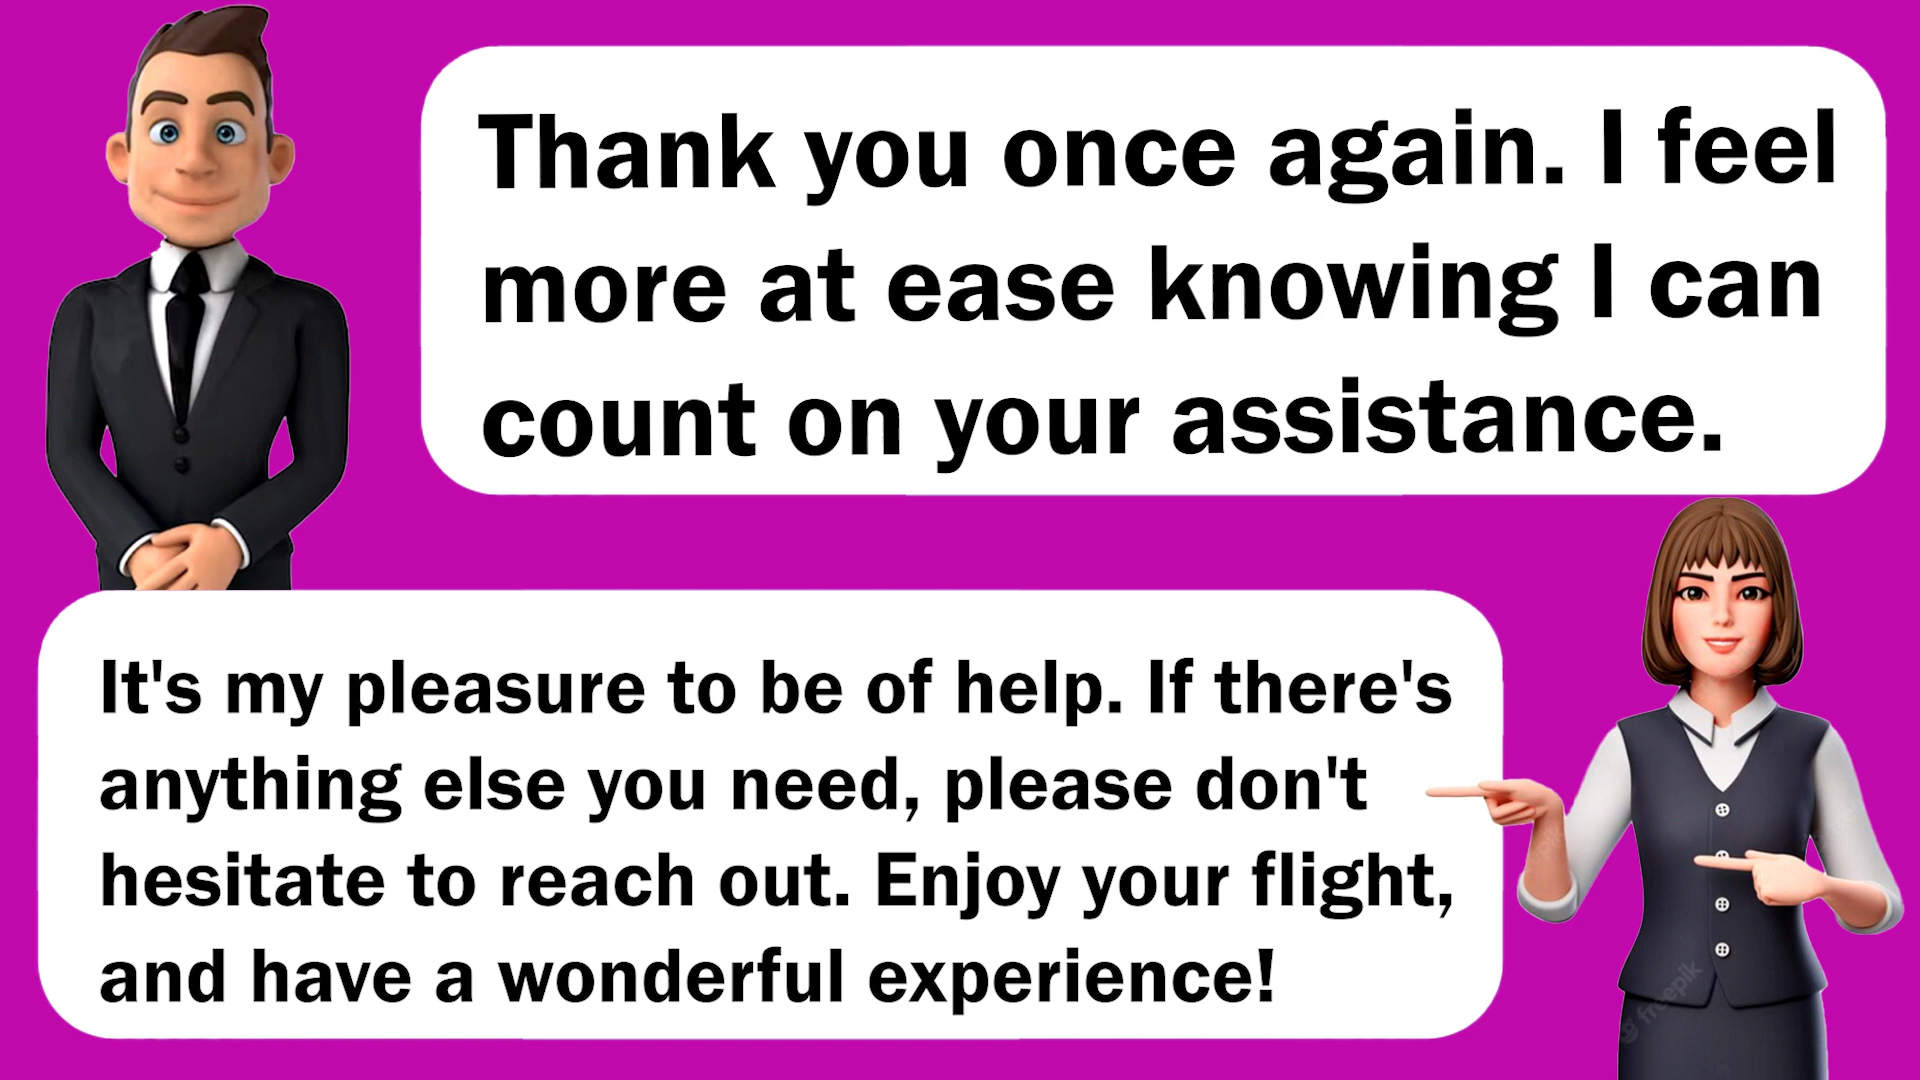 Thank you once again. I feel
more at ease knowing I can
count on your assistance.
It's my pleasure to be of help. If there's
anything else you need, please don't
hesitate to reach out. Enjoy your flight,
and have a wonderful experience!
freepik